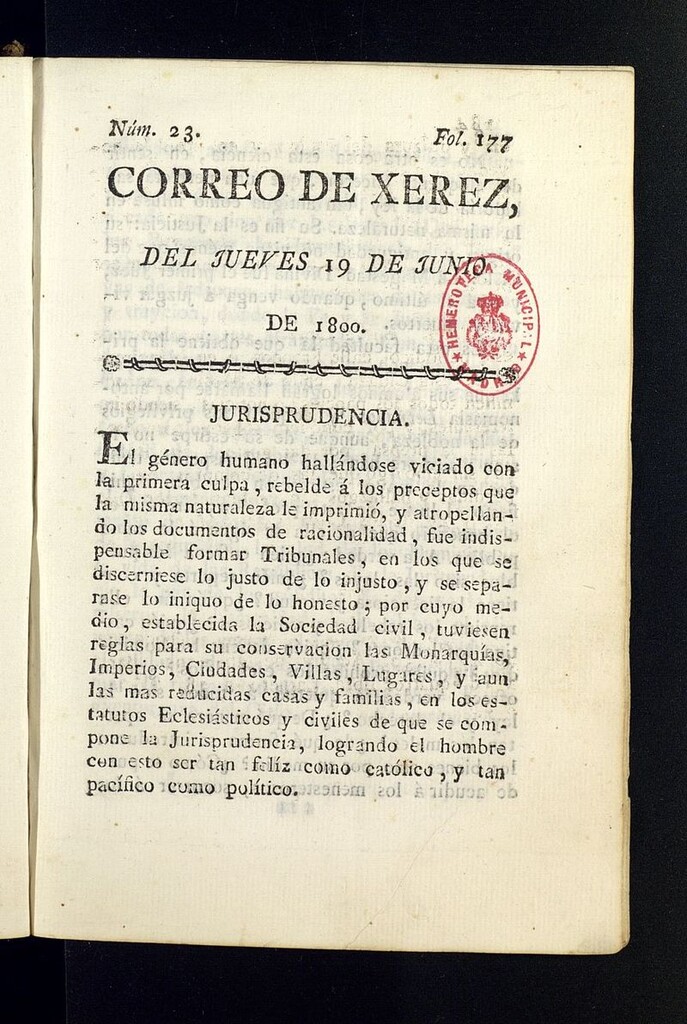 Núm. 23. Fol. 177
CORREO DE XEREZ,
DEL JUEVES 19 DE JUNIO
DE 1800.
HEMEROTECA MUNICIPAL
MADRID
JURISPRUDENCIA.
El género humano hallándose viciado con
la primera culpa, rebelde á los preceptos que
la misma naturaleza le imprimió, y atropellan-
do los documentos de racionalidad, fue indis-
pensable formar Tribunales, en los que se
discerniese lo justo de lo injusto, y se sepa-
rase lo iniquo de lo honesto; por cuyo me-
dio, establecida la Sociedad civil, tuviesen
reglas para su conservacion las Monarquías,
Imperios, Ciudades, Villas, Lugares, y aun
las mas reducidas casas y familias, en los es-
tatutos Eclesiásticos y civiles de que se com-
pone la Jurisprudencia, logrando el hombre
con esto ser tan felíz como católico, y tan
pacífico como político.